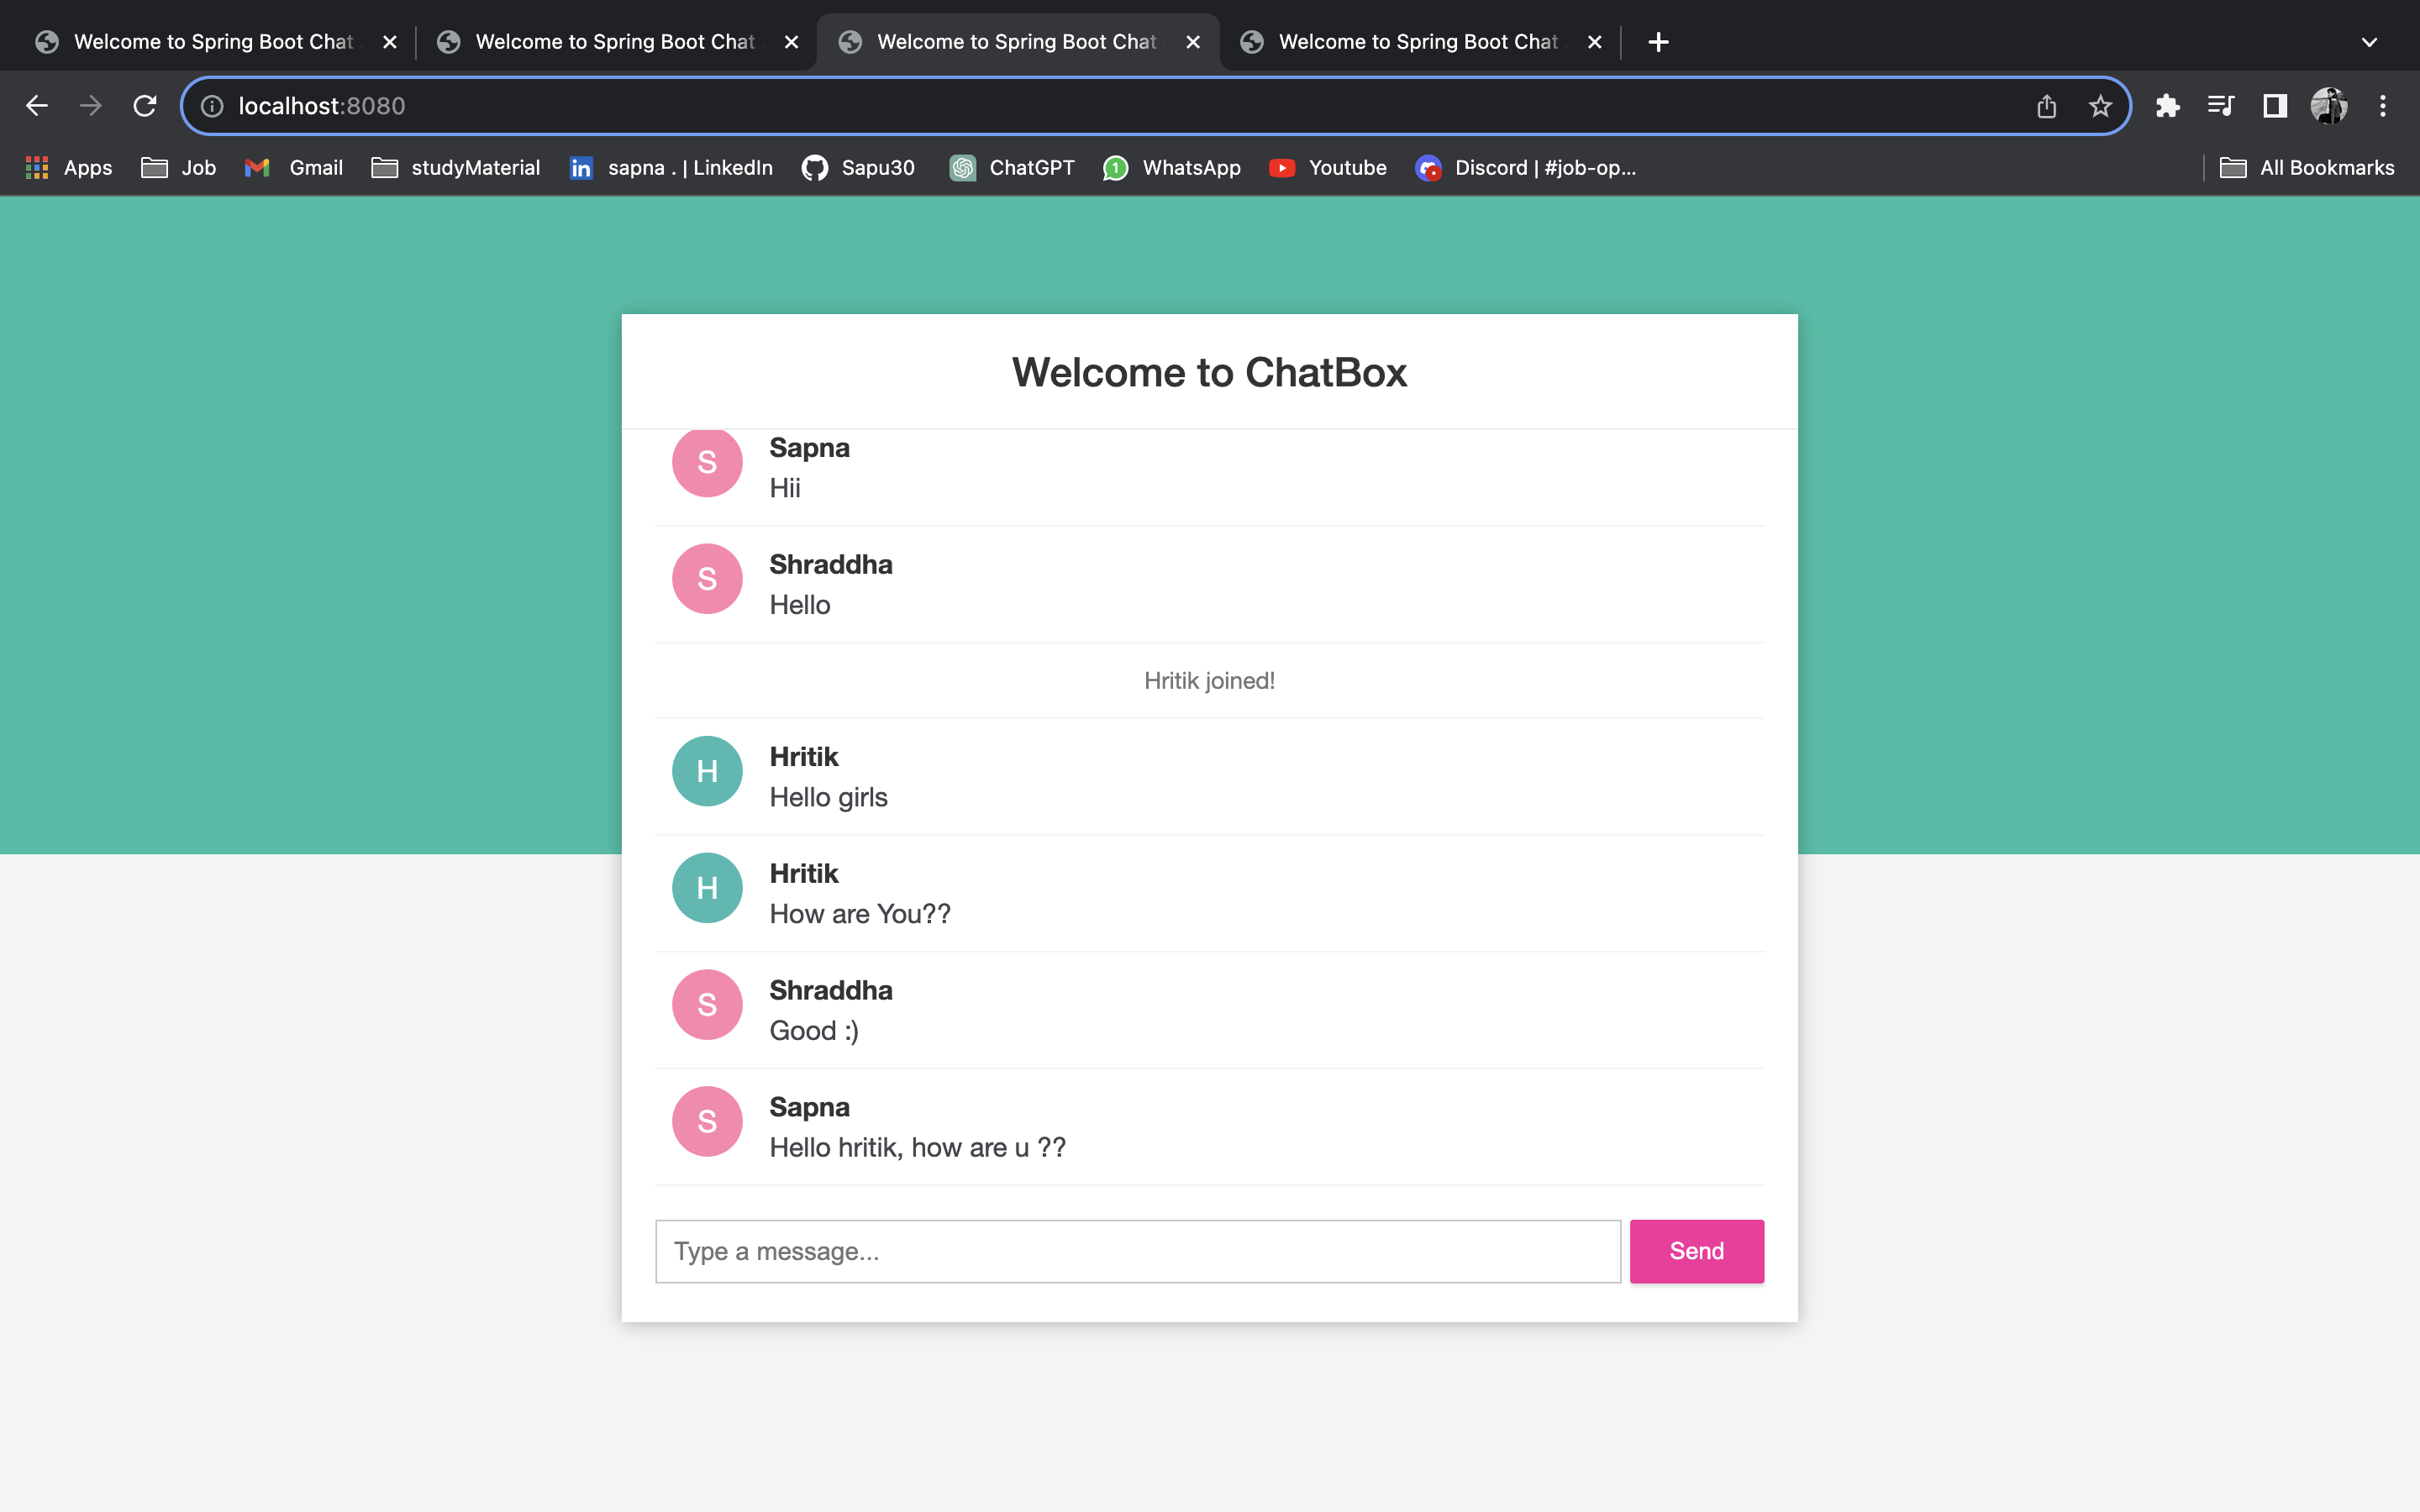 Welcome to Spring Boot Chat
Welcome to Spring Boot Chat
Welcome to Spring Boot Chat
Welcome to Spring Boot Chat
localhost:8080
Apps
Job
Gmail
studyMaterial
in
sapna . | LinkedIn
Sapu30
ChatGPT
1
WhatsApp
Youtube
Discord | #job-op...
All Bookmarks
Welcome to ChatBox
S
Sapna
Hii
S
Shraddha
Hello
Hritik joined!
H
Hritik
Hello girls
H
Hritik
How are You??
S
Shraddha
Good :)
S
Sapna
Hello hritik, how are u ??
Type a message...
Send